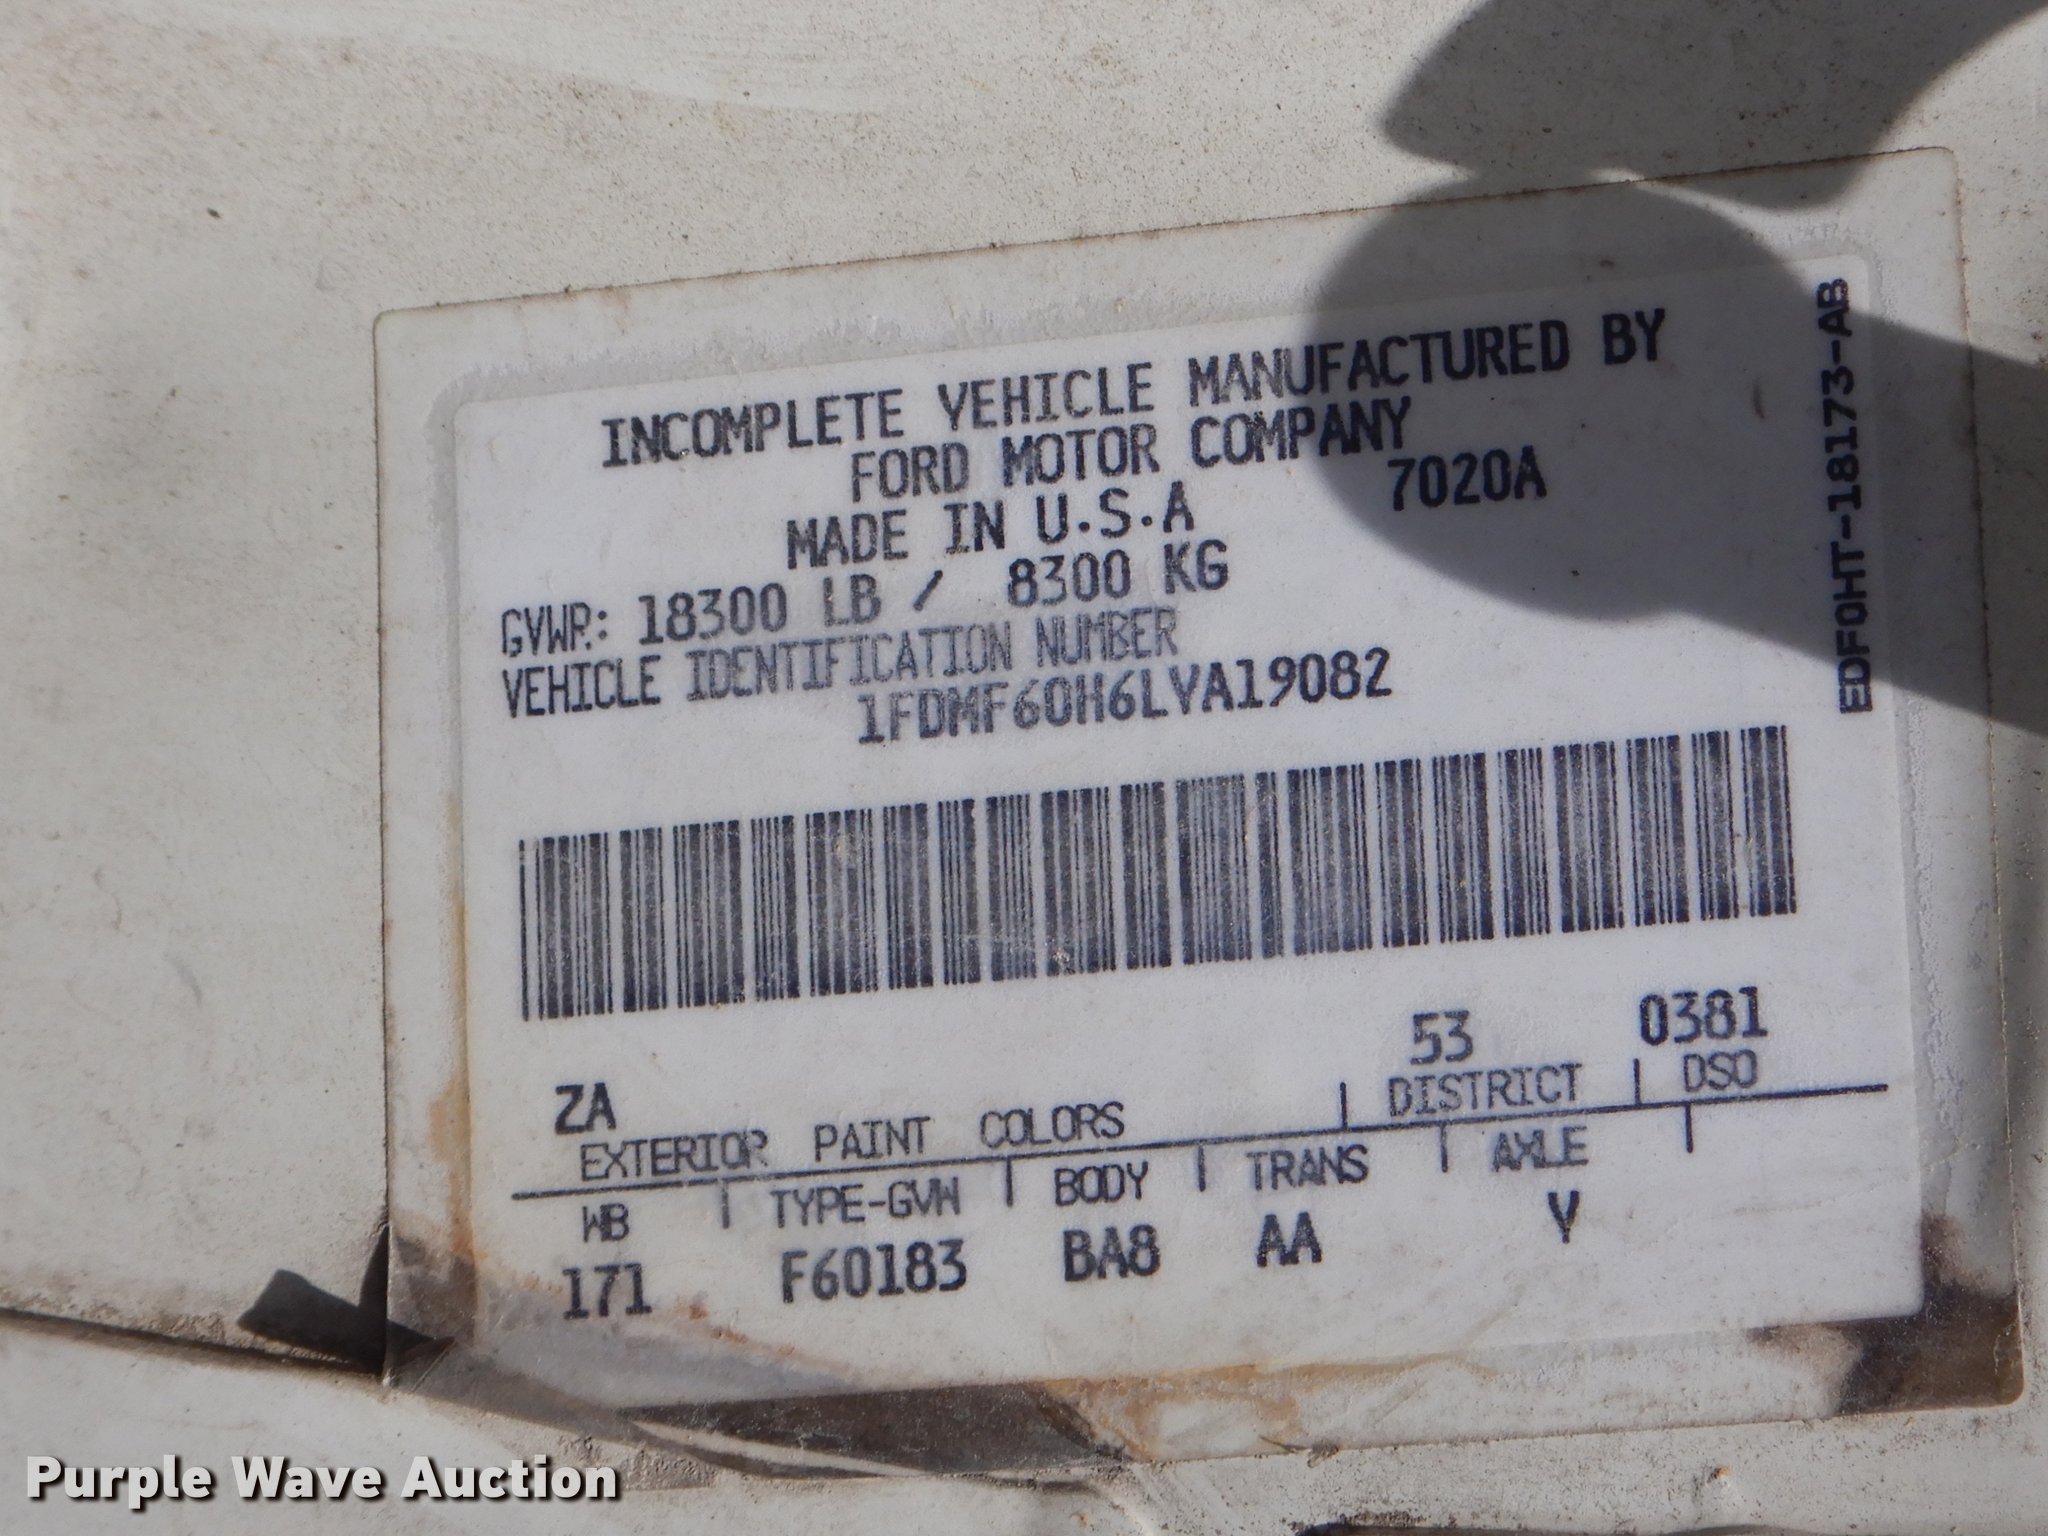 INCOMPLETE VEHICLE MANUFACTURED BY
FORD MOTOR COMPANY
MADE IN U.S.A 7020A
GVWR: 18300 LB / 8300 KG
VEHICLE IDENTIFICATION NUMBER
1FDMF60H6LVA19082
EDF0HT-18173-AB
53 0381
ZA DISTRICT DSO
EXTERIOR PAINT COLORS
WB TYPE-GVW BODY TRANS AXLE
171 F60183 BA8 AA Y
Purple Wave Auction